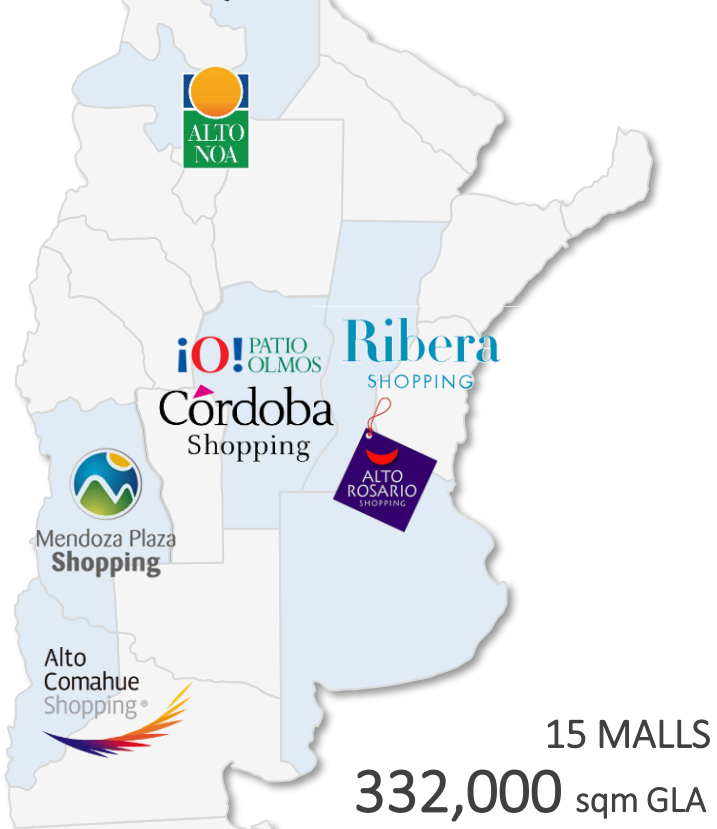 ALTO
NOA
¡O! PATIO
OLMOS
Ribera
SHOPPING
Córdoba
Shopping
ALTO
ROSARIO
SHOPPING
Mendoza Plaza
Shopping
Alto
Comahue
Shopping®
15 MALLS
332,000 sqm GLA